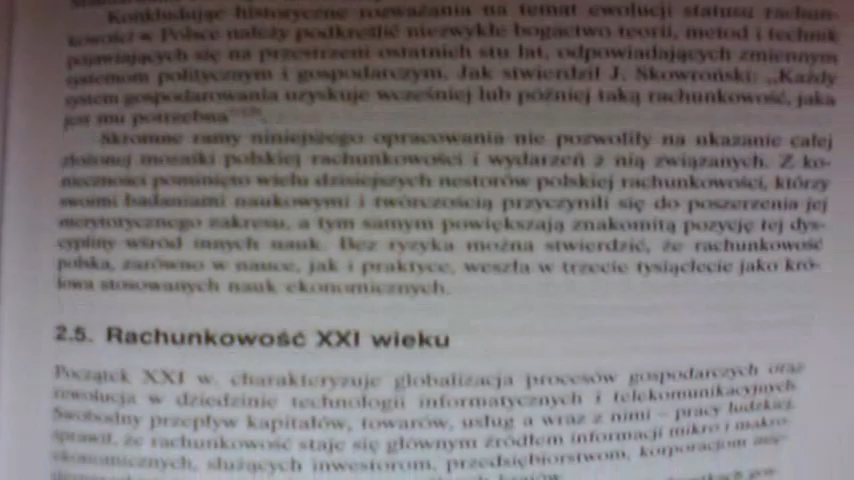 Konkludując historyczne rozważania na temat ewolucji statusu rachun-
kowości w Polsce należy podkreślić niezwykłe bogactwo teorii, metod i technik
pojawiających się na przestrzeni ostatnich stu lat, odpowiadających zmiennym
systemom politycznym i gospodarczym. Jak stwierdził J. Skowroński: „Każdy
system gospodarowania uzyskuje wcześniej lub później taką rachunkowość, jaka
jest mu potrzebna”
Skromne ramy niniejszego opracowania nie pozwoliły na ukazanie całej
złożonej mozaiki polskiej rachunkowości i wydarzeń z nią związanych. Z ko-
nieczności pominięto wielu dzisiejszych nestorów polskiej rachunkowości, którzy
swoimi badaniami naukowymi i twórczością przyczynili się do poszerzenia jej
merytorycznego zakresu, a tym samym powiększają znakomitą pozycję tej dys-
cypliny wśród innych nauk. Bez ryzyka można stwierdzić, że rachunkowość
polska, zarówno w nauce, jak i praktyce, weszła w trzecie tysiąclecie jako kró-
lowa stosowanych nauk ekonomicznych.
2.5. Rachunkowość XXI wieku
Początek XXI w. charakteryzuje globalizacja procesów gospodarczych oraz
rewolucja w dziedzinie technologii informatycznych i telekomunikacyjnych.
Swobodny przepływ kapitałów, towarów, usług a wraz z nimi – pracy ludzkiej,
sprawił, że rachunkowość staje się głównym źródłem informacji mikro i makro-
ekonomicznych, służących inwestorom, przedsiębiorstwom, korporacjom